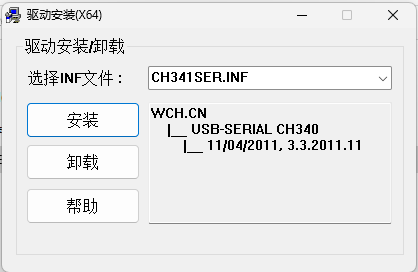 驱动安装(X64)
驱动安装/卸载
选择INF文件：
CH341SER.INF
安装
卸载
帮助
WCH.CN
|__ USB-SERIAL CH340
|__ 11/04/2011, 3.3.2011.11